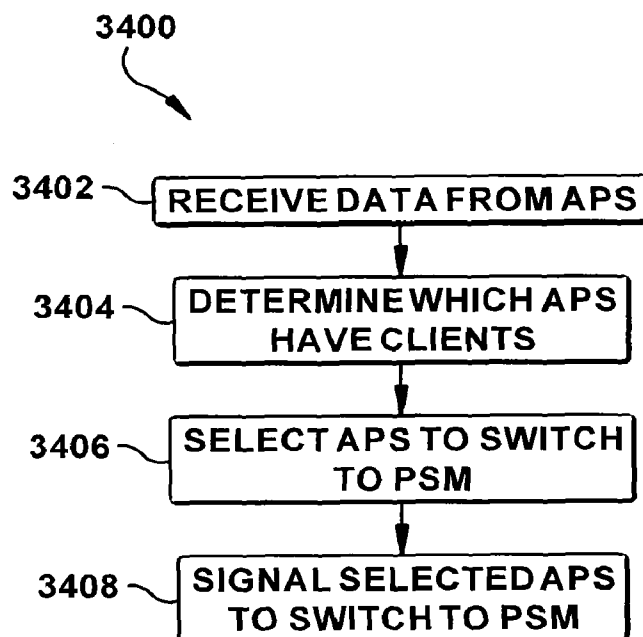 3400
3402
RECEIVE DATA FROM APS
3404
DETERMINE WHICH APS
HAVE CLIENTS
3406
SELECT APS TO SWITCH
TO PSM
3408
SIGNAL SELECTED APS
TO SWITCH TO PSM